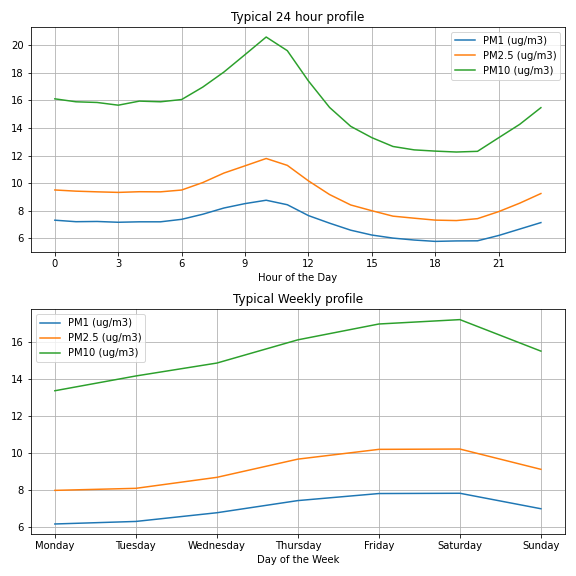 Typical 24 hour profile
PM1 (ug/m3)
PM2.5 (ug/m3)
PM10 (ug/m3)
20
18
16
14
12
10
8
6
0 3 6 9 12 15 18 21
Hour of the Day
Typical Weekly profile
PM1 (ug/m3)
PM2.5 (ug/m3)
PM10 (ug/m3)
16
14
12
10
8
6
Monday Tuesday Wednesday Thursday Friday Saturday Sunday
Day of the Week